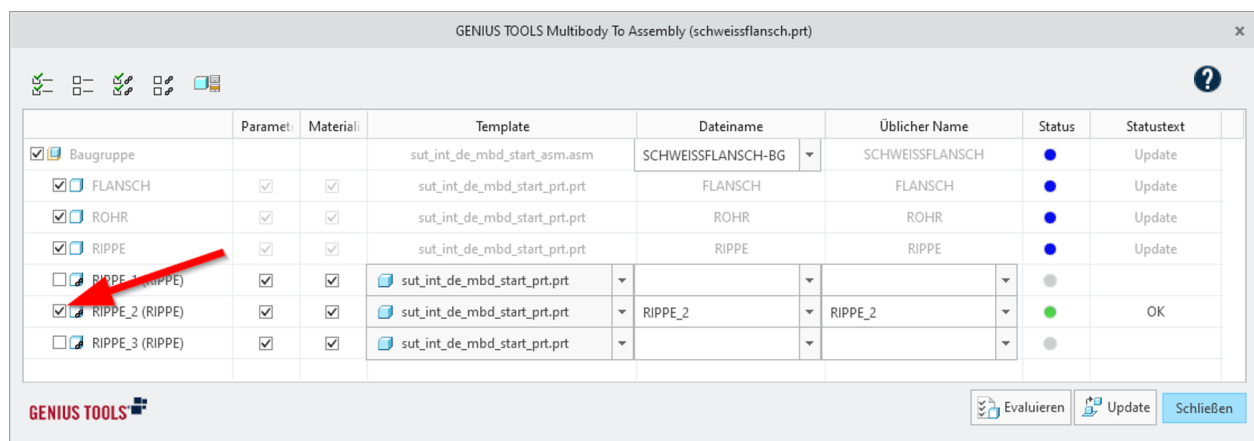 GENIUS TOOLS Multibody To Assembly (schweissflansch.prt) x
?
Paramet Materiali Template Dateiname Üblicher Name Status Statustext
Baugruppe sut_int_de_mbd_start_asm.asm SCHWEISSFLANSCH-BG SCHWEISSFLANSCH Update
FLANSCH sut_int_de_mbd_start_prt.prt FLANSCH FLANSCH Update
ROHR sut_int_de_mbd_start_prt.prt ROHR ROHR Update
RIPPE sut_int_de_mbd_start_prt.prt RIPPE RIPPE Update
RIPPE_1 (RIPPE) sut_int_de_mbd_start_prt.prt
RIPPE_2 (RIPPE) sut_int_de_mbd_start_prt.prt RIPPE_2 RIPPE_2 OK
RIPPE_3 (RIPPE) sut_int_de_mbd_start_prt.prt
GENIUS TOOLS Evaluieren Update Schließen